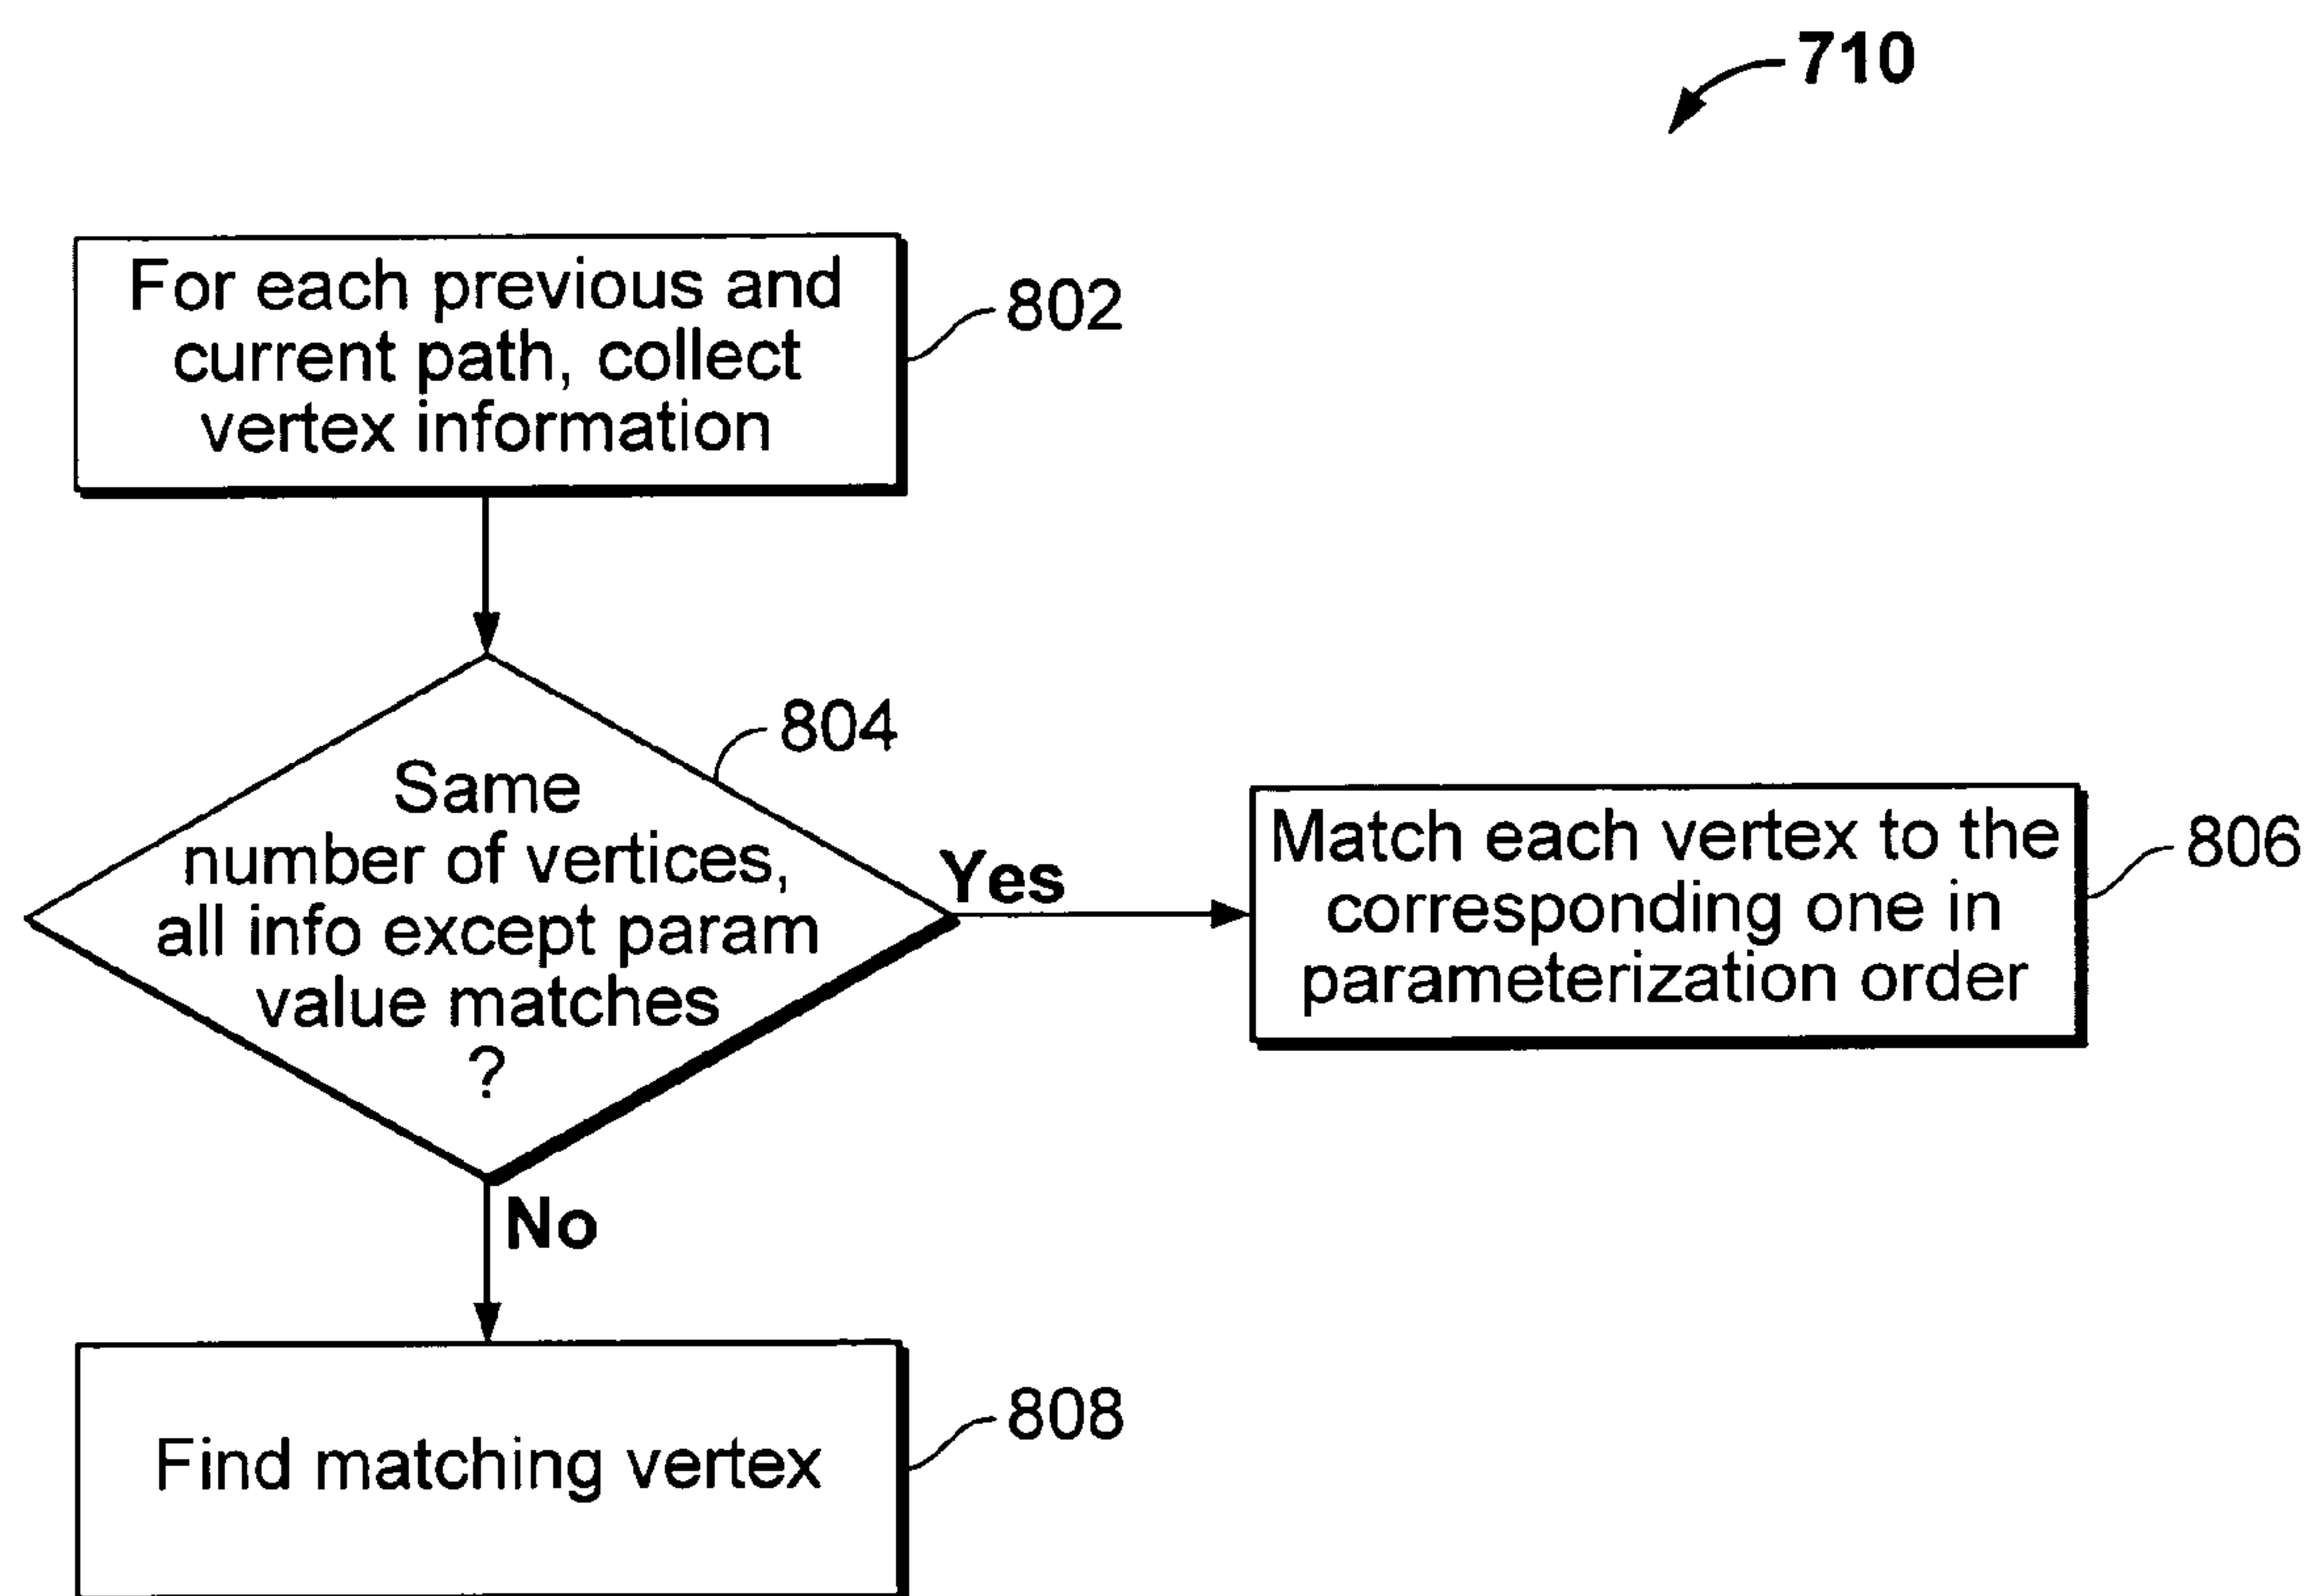 710
For each previous and
current path, collect
vertex information
802
804
Same
number of vertices,
all info except param
value matches
?
Yes
Match each vertex to the
corresponding one in
parameterization order
806
No
Find matching vertex
808